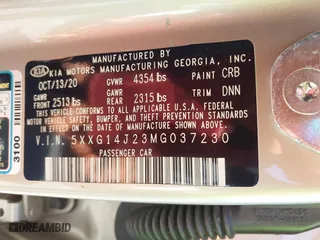 MANUFACTURED BY
KIA KIA MOTORS MANUFACTURING GEORGIA, INC.
OCT/13/20 GVWR 4354 lbs PAINT CRB
GAWR GAWR
FRONT 2513 lbs REAR 2315 lbs TRIM DNN
THIS VEHICLE CONFORMS TO ALL APPLICABLE U.S.A. FEDERAL MOTOR VEHICLE
SAFETY, BUMPER, AND THEFT PREVENTION STANDARDS IN
EFFECT ON THE DATE OF MANUFACTURE SHOWN ABOVE.
V.I.N. 5XXG14J23MG037230
PASSENGER CAR
3100
DREAMBID